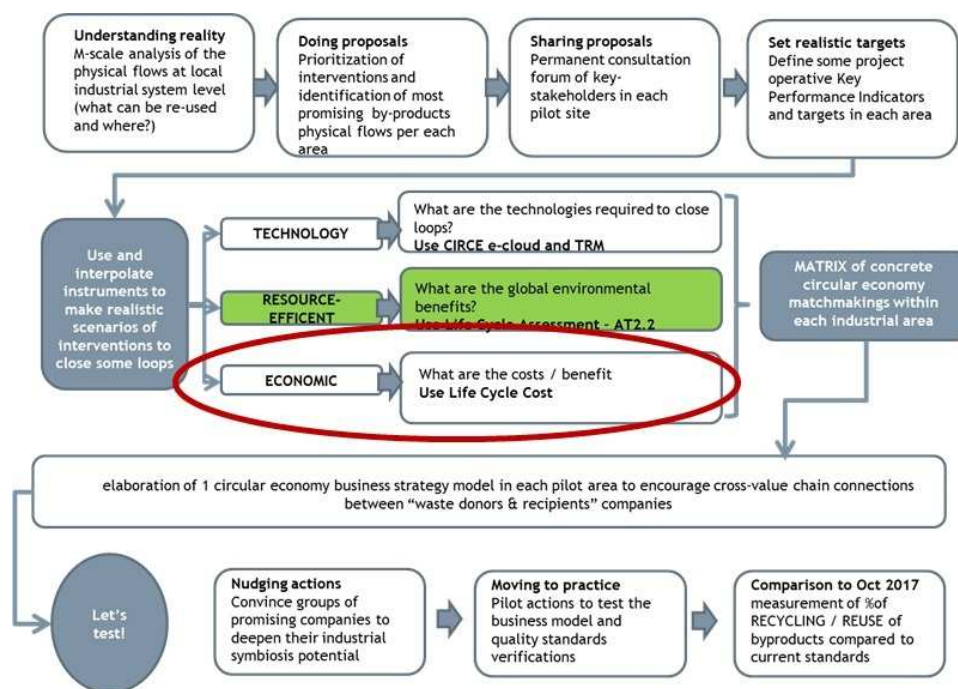 Understanding reality
M-scale analysis of the
physical flows at local
industrial system level
(what can be re-used
and where?)
Doing proposals
Prioritization of
interventions and
identification of most
promising by-products
physical flows per each
area
Sharing proposals
Permanent consultation
forum of key-
stakeholders in each
pilot site
Set realistic targets
Define some project
operative Key
Performance Indicators
and targets in each area
Use and
interpolate
instruments to
make realistic
scenarios of
interventions to
close some loops
TECHNOLOGY
What are the technologies required to close
loops?
Use CIRCE e-cloud and TRM
RESOURCE-
EFFICENT
What are the global environmental
benefits?
Use Life Cycle Assessment - AT2.2
ECONOMIC
What are the costs / benefit
Use Life Cycle Cost
MATRIX of concrete
circular economy
matchmakings within
each industrial area
elaboration of 1 circular economy business strategy model in each pilot area to encourage cross-value chain connections
between “waste donors & recipients” companies
Let's
test!
Nudging actions
Convince groups of
promising companies to
deepen their industrial
symbiosis potential
Moving to practice
Pilot actions to test the
business model and
quality standards
verifications
Comparison to Oct 2017
measurement of %of
RECYCLING / REUSE of
byproducts compared to
current standards